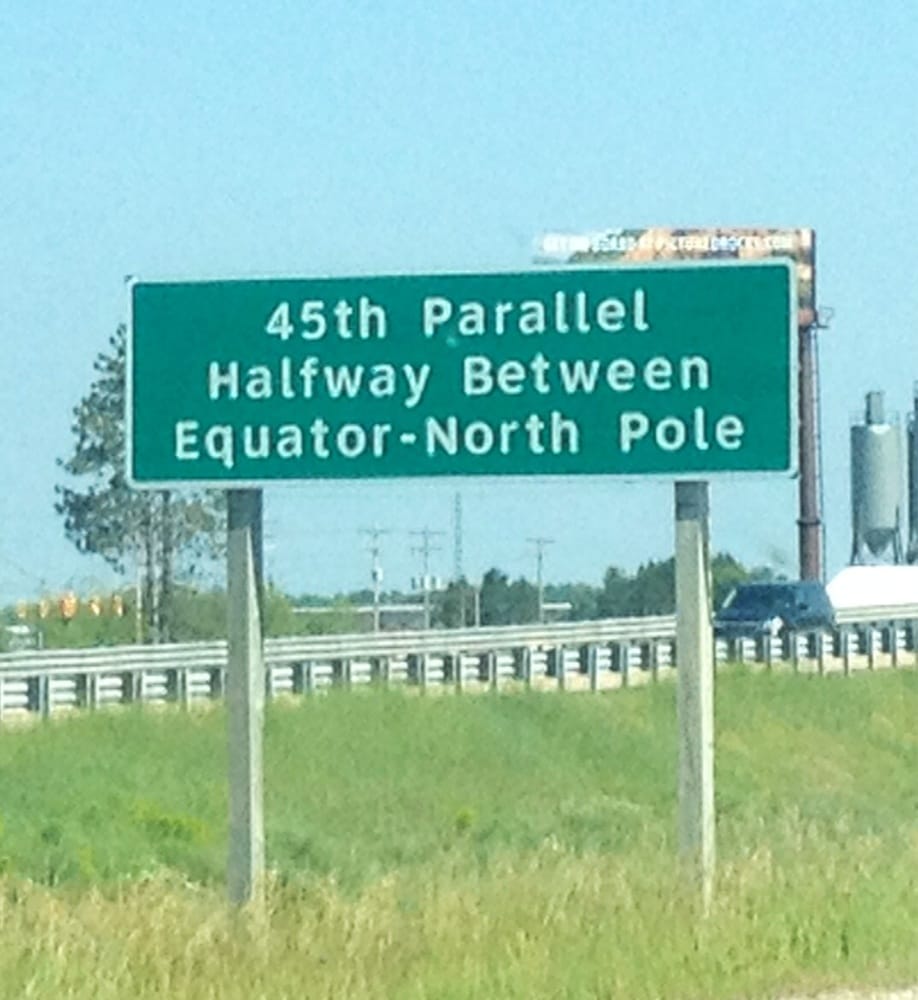 45th Parallel
Halfway Between
Equator-North Pole